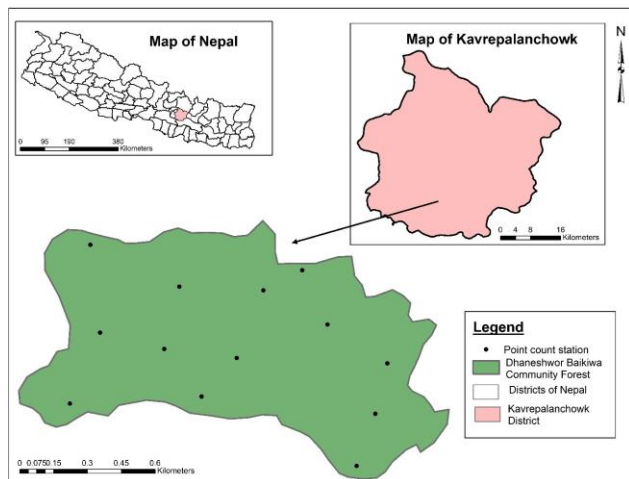 Map of Nepal
0 95 190 380
Kilometers
Map of Kavrepalanchowk
0 4 8 16
Kilometers
N
Legend
Point count station
Dhaneshwor Baikiwa
Community Forest
Districts of Nepal
Kavrepalanchowk
District
0 0.075 0.15 0.3 0.45 0.6
Kilometers